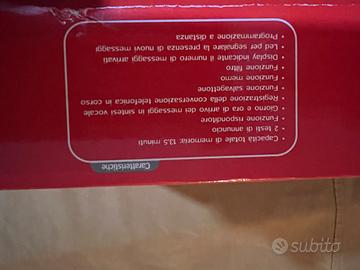 Caratteristiche
• Capacità totale di memoria: 13,5 minuti
• 2 testi di annuncio
• Funzione risponditore
• Giorno e ora di arrivo dei messaggi in sintesi vocale
• Registrazione della conversazione telefonica in corso
• Funzione salvagettone
• Funzione memo
• Funzione filtro
• Display indicante il numero di messaggi arrivati
• Led per segnalare la presenza di nuovi messaggi
• Programmazione a distanza
subito